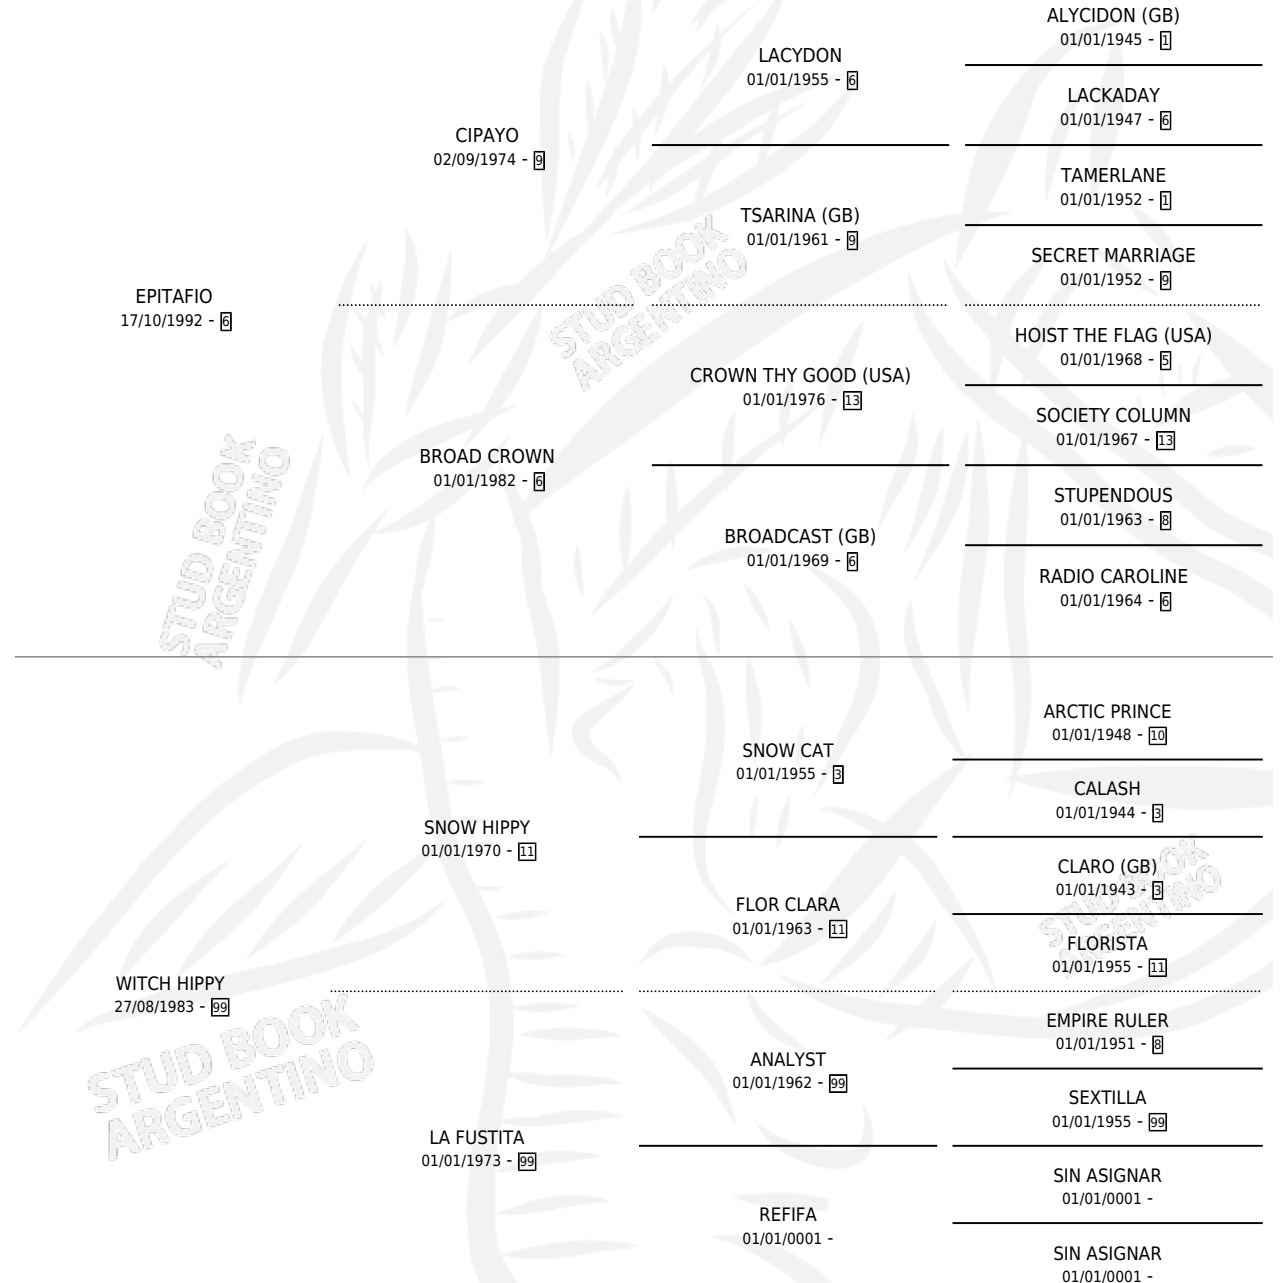 ALYCIDON (GB)
01/01/1945 - 1
LACYDON
01/01/1955 - 6
LACKADAY
01/01/1947 - 6
CIPAYO
02/09/1974 - 9
TAMERLANE
01/01/1952 - 1
TSARINA (GB)
01/01/1961 - 9
SECRET MARRIAGE
01/01/1952 - 9
EPITAFIO
17/10/1992 - 6
HOIST THE FLAG (USA)
01/01/1968 - 5
CROWN THY GOOD (USA)
01/01/1976 - 13
SOCIETY COLUMN
01/01/1967 - 13
BROAD CROWN
01/01/1982 - 6
STUPENDOUS
01/01/1963 - 8
BROADCAST (GB)
01/01/1969 - 6
RADIO CAROLINE
01/01/1964 - 6
STUD BOOK
ARGENTINO
STUD BOOK
ARGENTINO
ARCTIC PRINCE
01/01/1948 - 10
SNOW CAT
01/01/1955 - 3
CALASH
01/01/1944 - 3
SNOW HIPPY
01/01/1970 - 11
CLARO (GB)
01/01/1943 - 3
FLOR CLARA
01/01/1963 - 11
FLORISTA
01/01/1955 - 11
WITCH HIPPY
27/08/1983 - 99
EMPIRE RULER
01/01/1951 - 8
ANALYST
01/01/1962 - 99
SEXTILLA
01/01/1955 - 99
LA FUSTITA
01/01/1973 - 99
SIN ASIGNAR
01/01/0001 -
REFIFA
01/01/0001 -
SIN ASIGNAR
01/01/0001 -
STUD BOOK
ARGENTINO
STUD BOOK
ARGENTINO